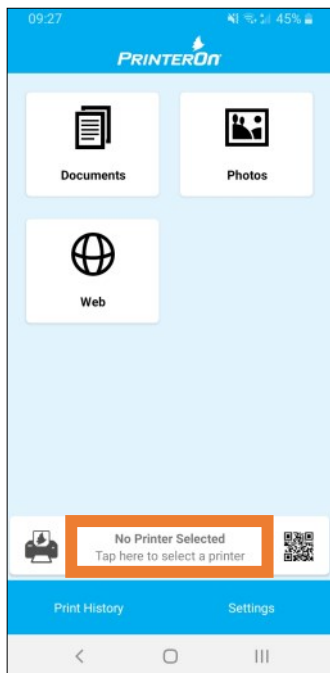 09:27 45%
PRINTERON
Documents Photos
Web
No Printer Selected
Tap here to select a printer
Print History Settings